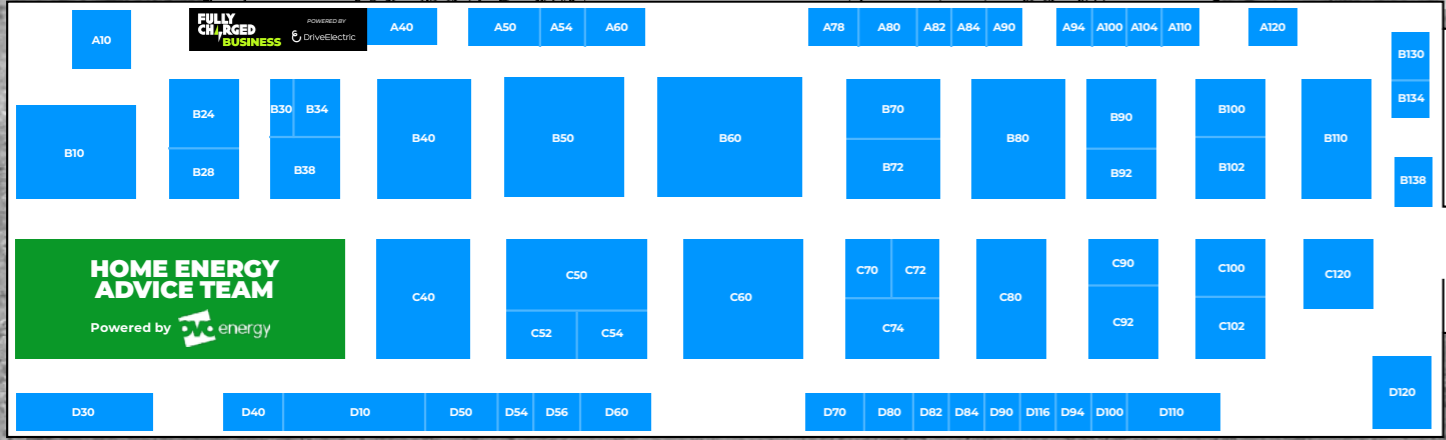 A10
FULLY
CHARGED
BUSINESS
POWERED BY
DriveElectric
A40
A50
A54
A60
A78
A80
A82
A84
A90
A94
A100
A104
A110
A120
B130
B134
B138
B10
B24
B28
B30
B34
B38
B40
B50
B60
B70
B72
B80
B90
B92
B100
B102
B110
HOME ENERGY
ADVICE TEAM
Powered by ovo energy
C40
C50
C52
C54
C60
C70
C72
C74
C80
C90
C92
C100
C102
C120
D30
D40
D10
D50
D54
D56
D60
D70
D80
D82
D84
D90
D116
D94
D100
D110
D120